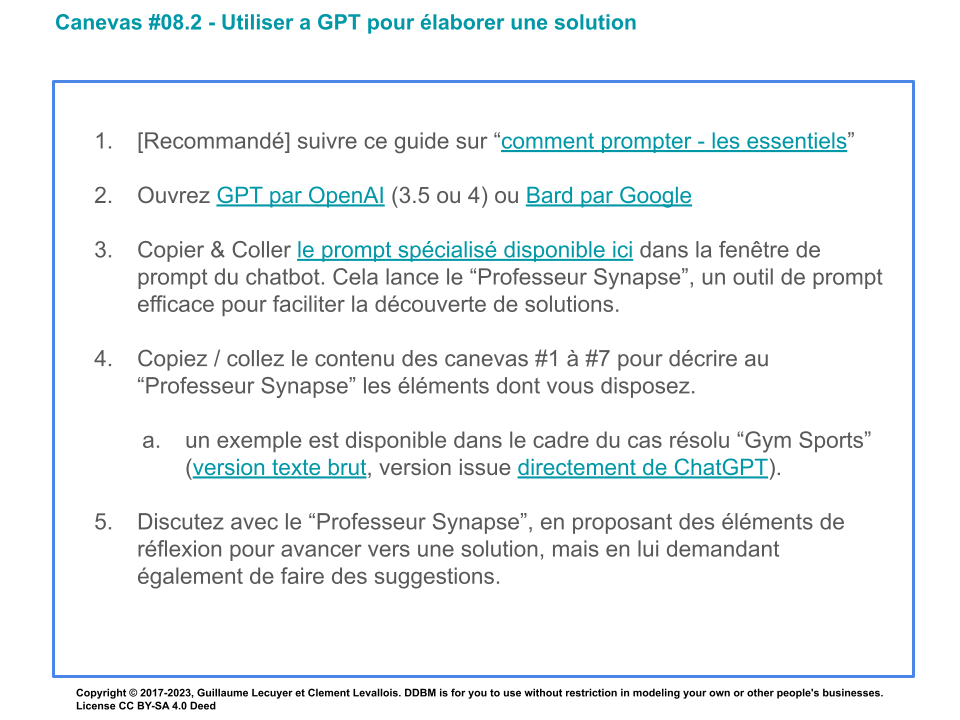 Canevas #08.2 - Utiliser a GPT pour élaborer une solution
1. [Recommandé] suivre ce guide sur “comment prompter - les essentiels”
2. Ouvrez GPT par OpenAI (3.5 ou 4) ou Bard par Google
3. Copier & Coller le prompt spécialisé disponible ici dans la fenêtre de
prompt du chatbot. Cela lance le “Professeur Synapse”, un outil de prompt
efficace pour faciliter la découverte de solutions.
4. Copiez / collez le contenu des canevas #1 à #7 pour décrire au
“Professeur Synapse” les éléments dont vous disposez.
a. un exemple est disponible dans le cadre du cas résolu “Gym Sports”
(version texte brut, version issue directement de ChatGPT).
5. Discutez avec le “Professeur Synapse”, en proposant des éléments de
réflexion pour avancer vers une solution, mais en lui demandant
également de faire des suggestions.
Copyright © 2017-2023, Guillaume Lecuyer et Clement Levallois. DDBM is for you to use without restriction in modeling your own or other people's businesses.
License CC BY-SA 4.0 Deed